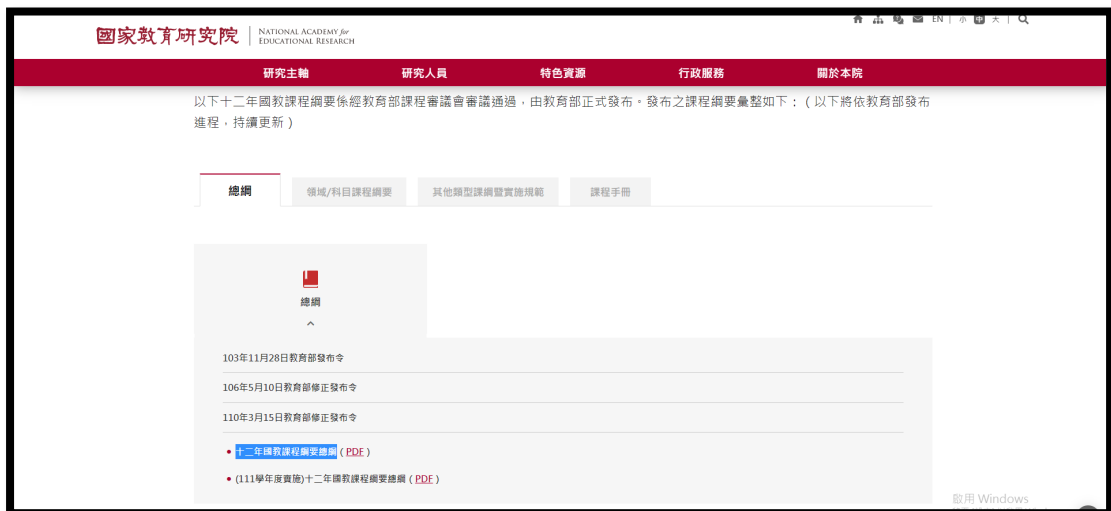 EN | 小 中 大 |
國家教育研究院 | NATIONAL ACADEMY for
EDUCATIONAL RESEARCH
研究主軸 研究人員 特色資源 行政服務 關於本院
以下十二年國教課程綱要係經教育部課程審議會審議通過，由教育部正式發布。發布之課程綱要彙整如下：（以下將依教育部發布
進程，持續更新）
總綱 領域/科目課程綱要 其他類型課綱暨實施規範 課程手冊
總綱
103年11月28日教育部發布令
106年5月10日教育部修正發布令
110年3月15日教育部修正發布令
• 十二年國教課程綱要總綱（PDF）
• (111學年度實施)十二年國教課程綱要總綱（PDF）
啟用 Windows